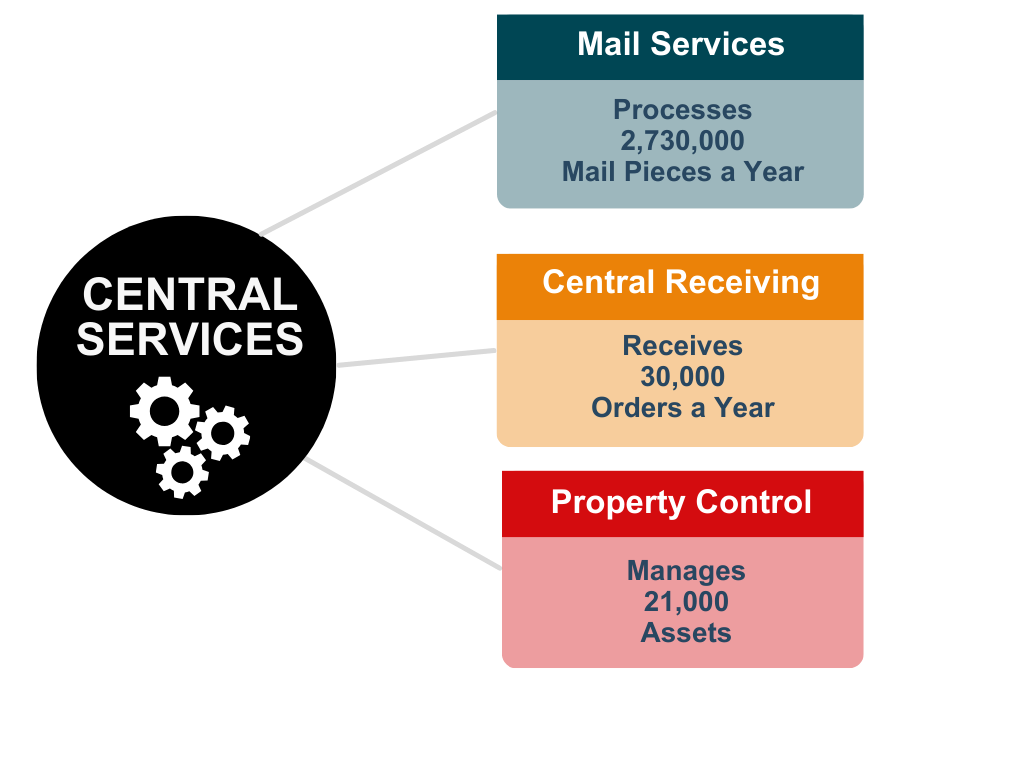 CENTRAL
SERVICES
Mail Services
Processes
2,730,000
Mail Pieces a Year
Central Receiving
Receives
30,000
Orders a Year
Property Control
Manages
21,000
Assets